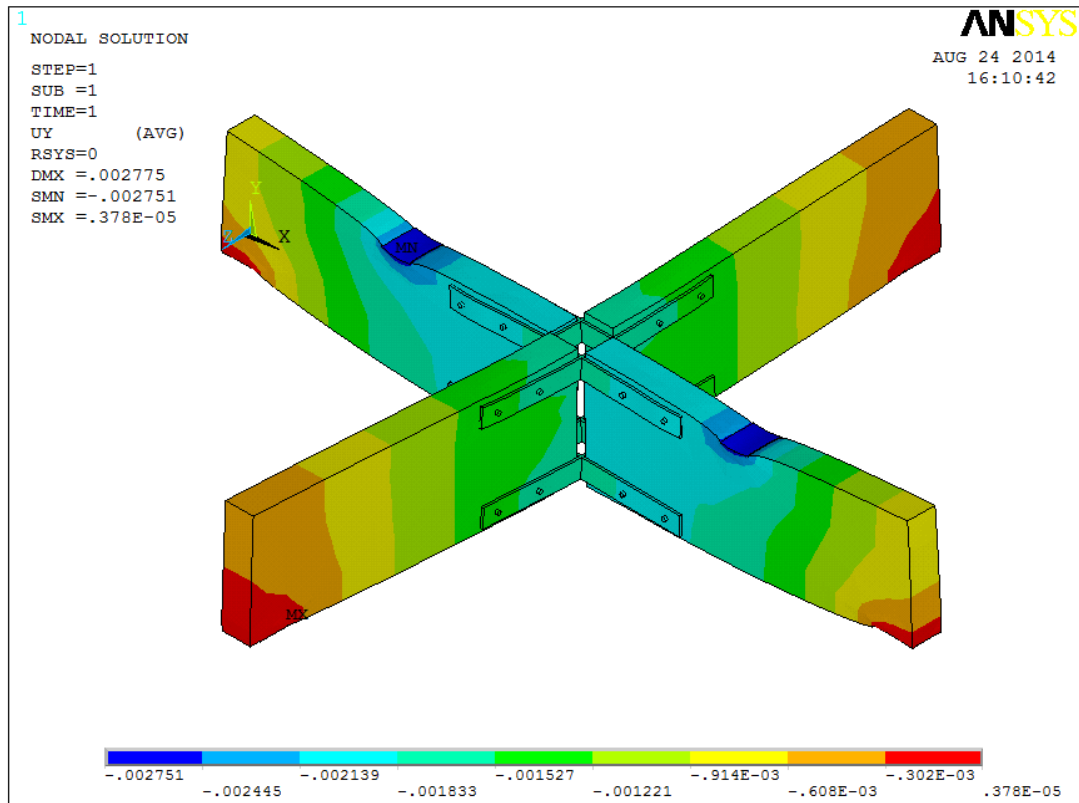 1
NODAL SOLUTION
STEP=1
SUB =1
TIME=1
UY (AVG)
RSYS=0
DMX =.002775
SMN =-.002751
SMX =.378E-05
ANSYS
AUG 24 2014
16:10:42
Y
Z
X
MN
MX
-.002751 -.002139 -.001527 -.914E-03 -.302E-03
-.002445 -.001833 -.001221 -.608E-03 .378E-05